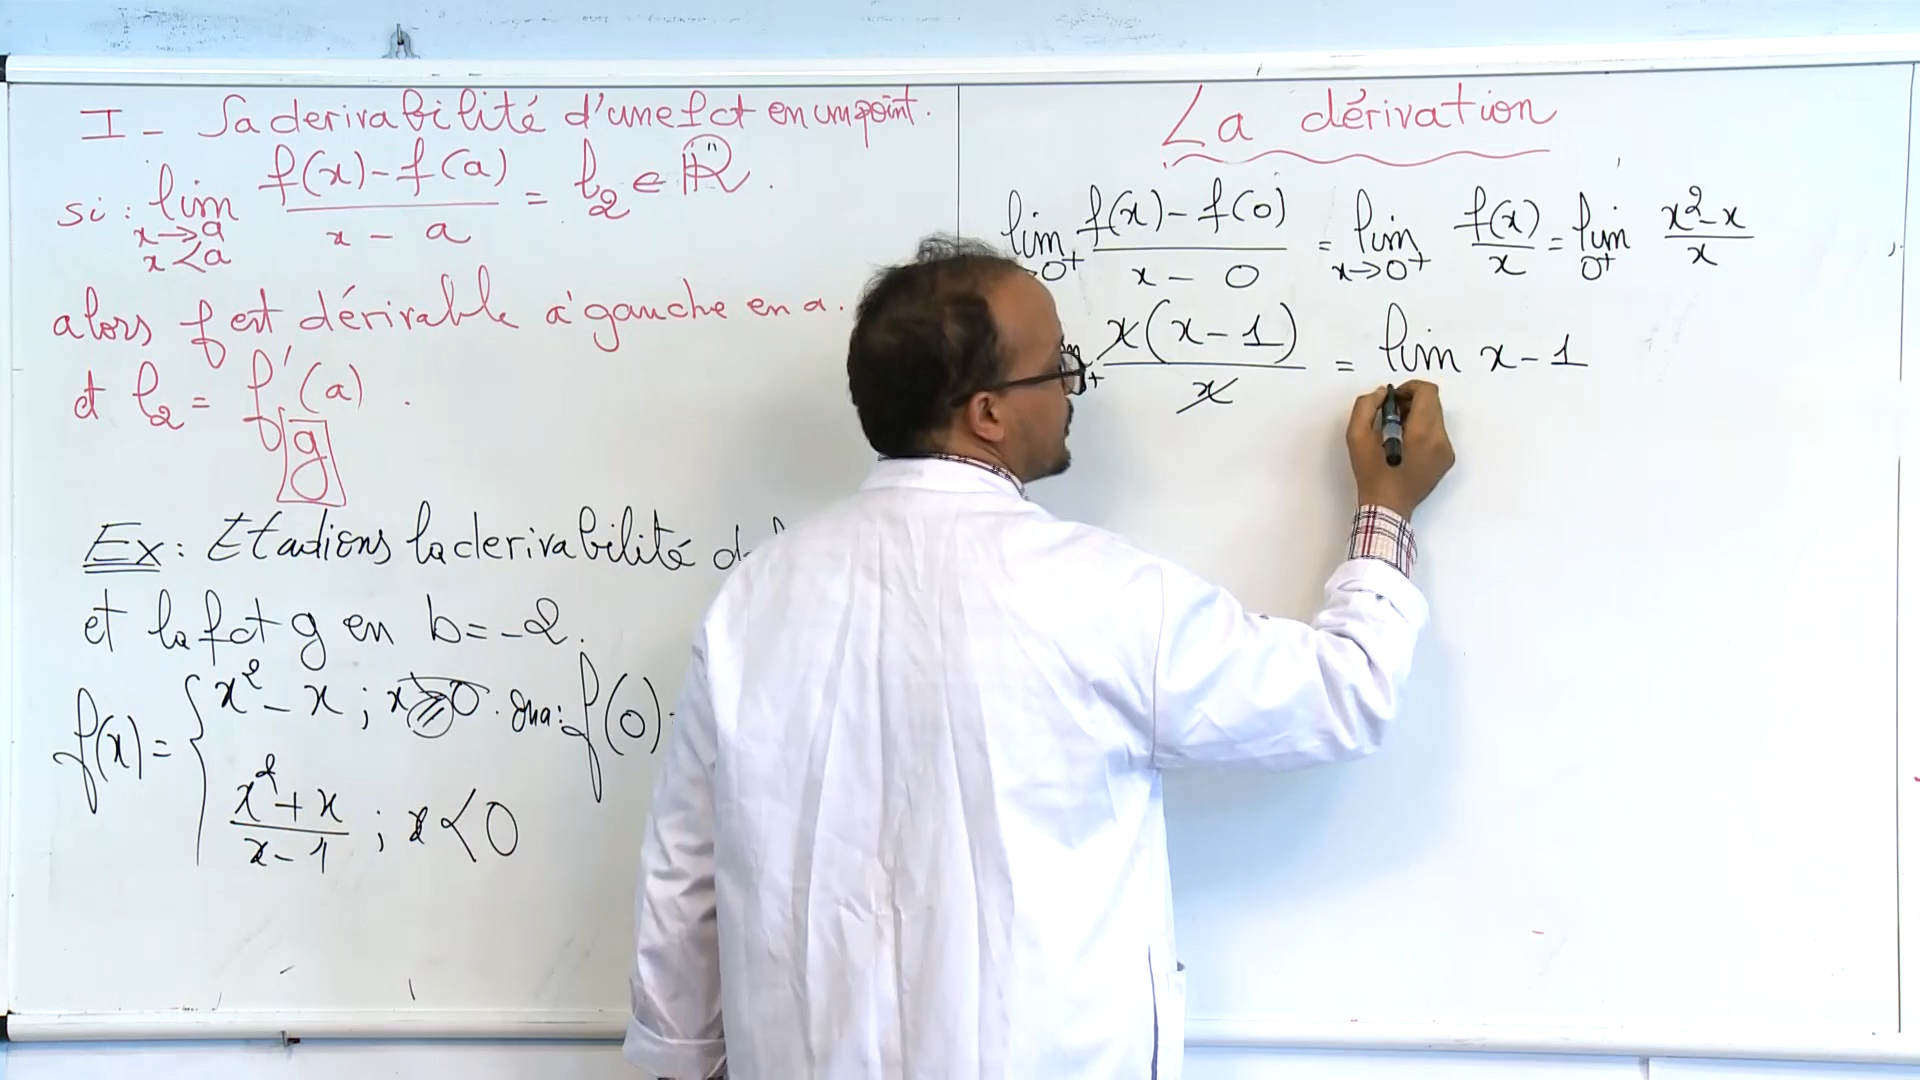 I - La derivabilité d'une fct en un point.
si : lim x→a x<a f(x)-f(a) / x - a = l2 ∈ ℝ.
alors f est dérivable à gauche en a.
et l2 = f'g(a).
Ex : Etudions la derivabilité de
et la fct g en b=-2.
f(x) = { x²- x ; x⩾0. Ona: f(0)
x²+x / x-1 ; x<0
La dérivation
lim →0⁺ f(x)-f(0) / x - 0 = lim x→0⁺ f(x) / x = lim 0⁺ x²-x / x
x(x-1) / x = lim x-1